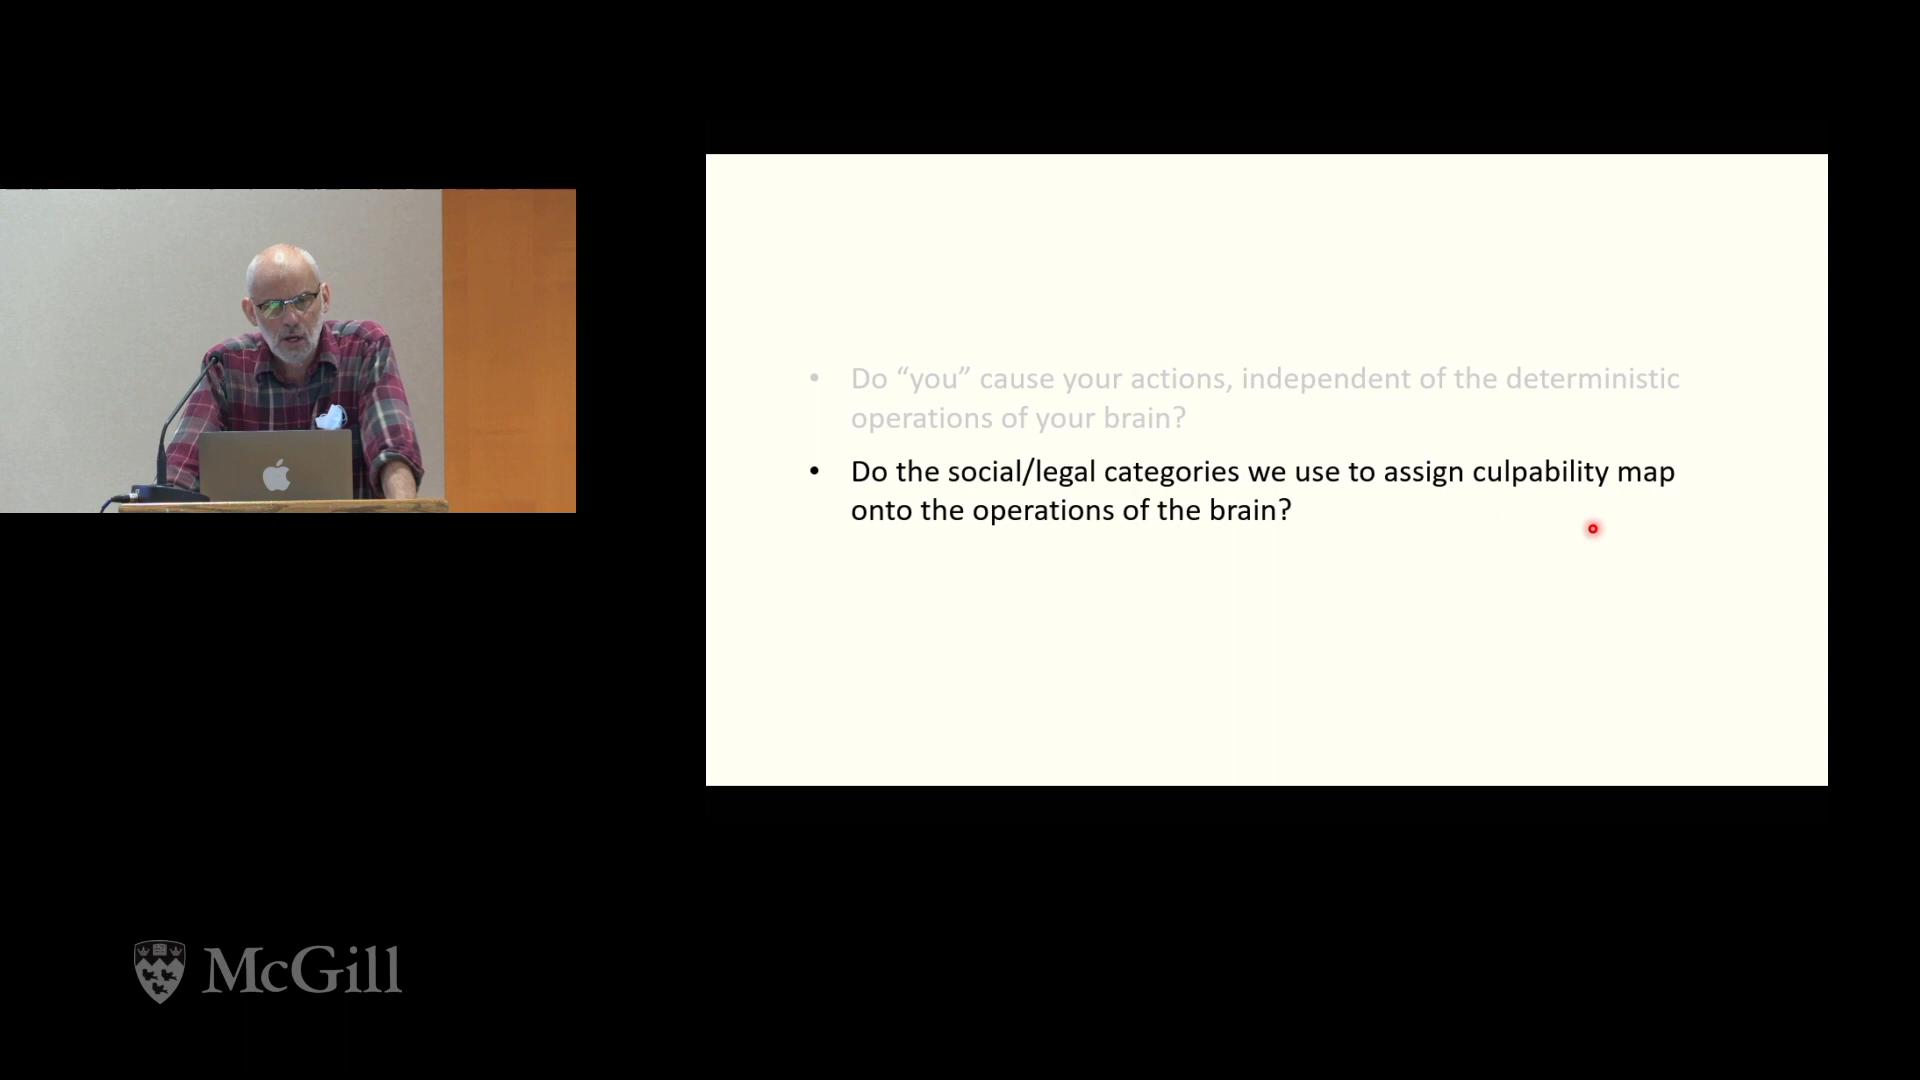 • Do “you” cause your actions, independent of the deterministic
operations of your brain?
• Do the social/legal categories we use to assign culpability map
onto the operations of the brain?
McGill